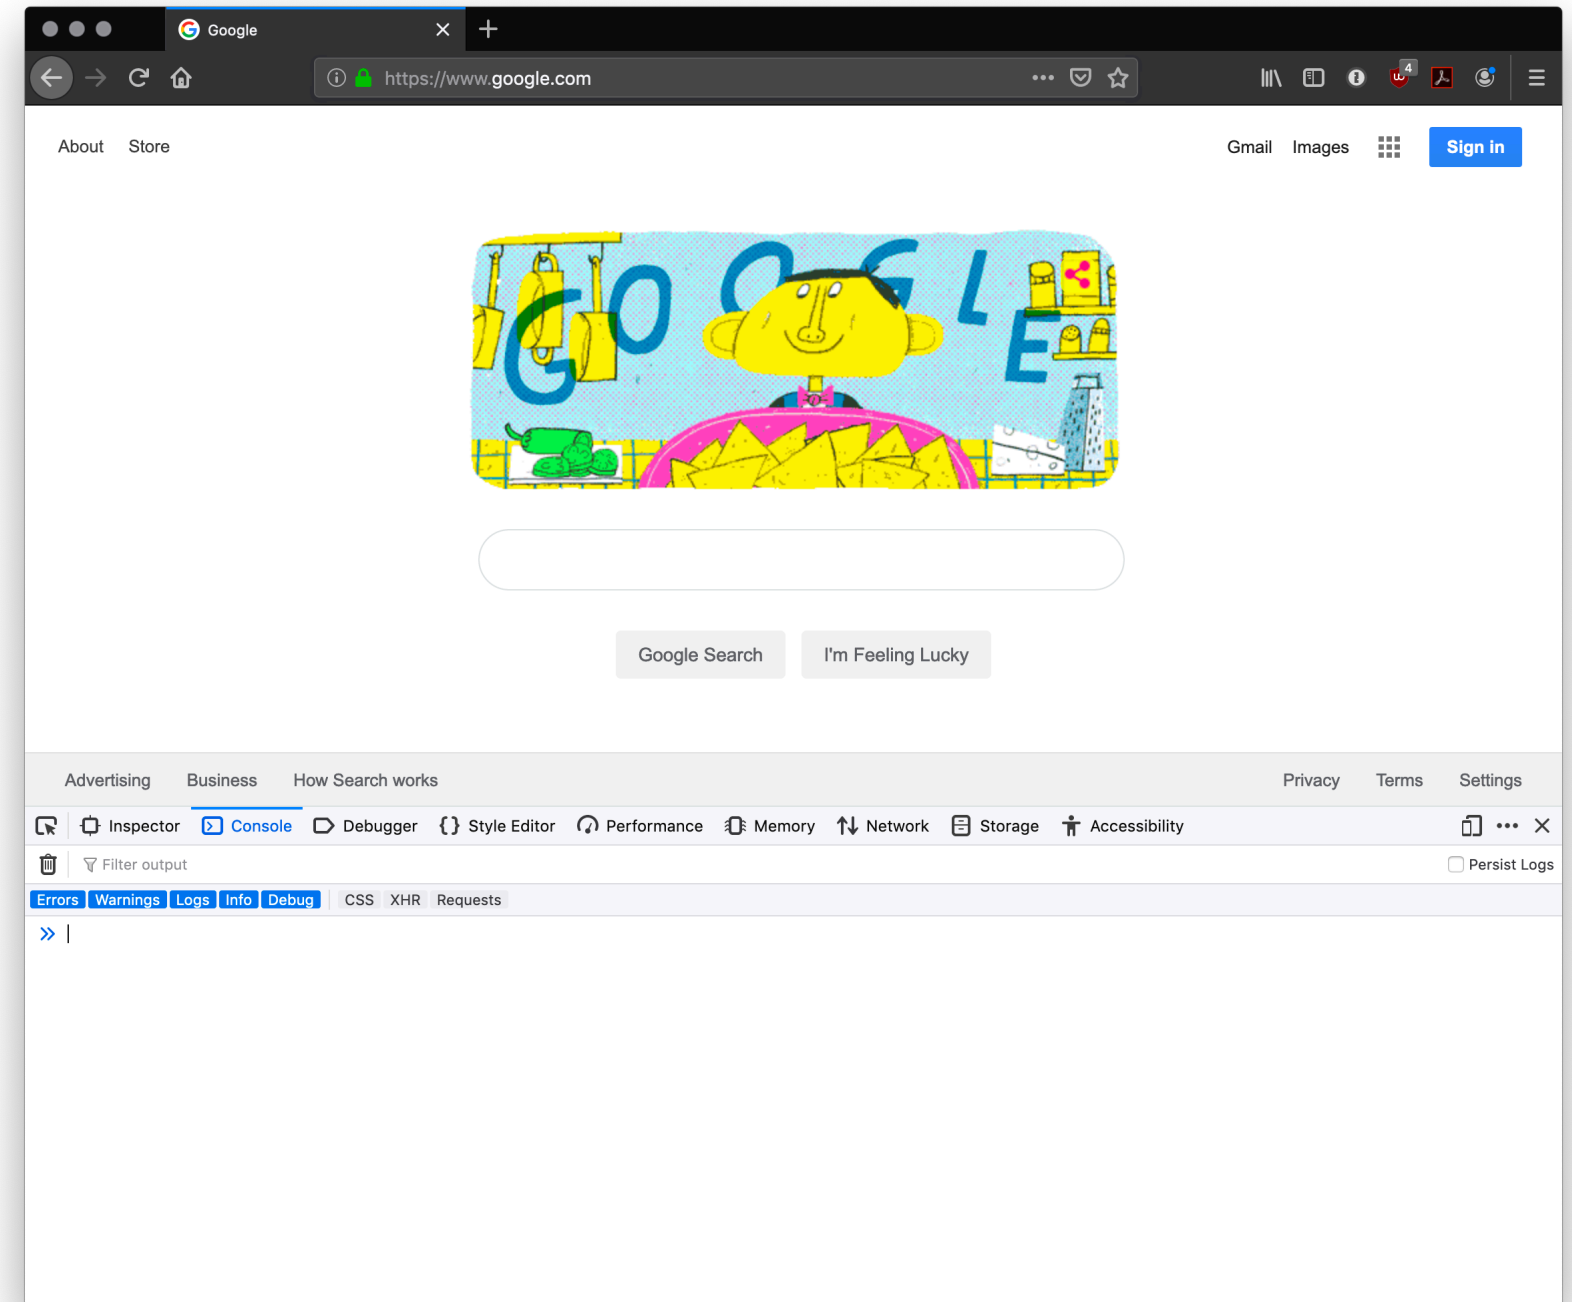 Google
https://www.google.com
4
About Store
Gmail Images Sign in
GOOGLE
Google Search I'm Feeling Lucky
Advertising Business How Search works
Privacy Terms Settings
Inspector Console Debugger {} Style Editor Performance Memory Network Storage Accessibility
Filter output
Persist Logs
Errors Warnings Logs Info Debug CSS XHR Requests